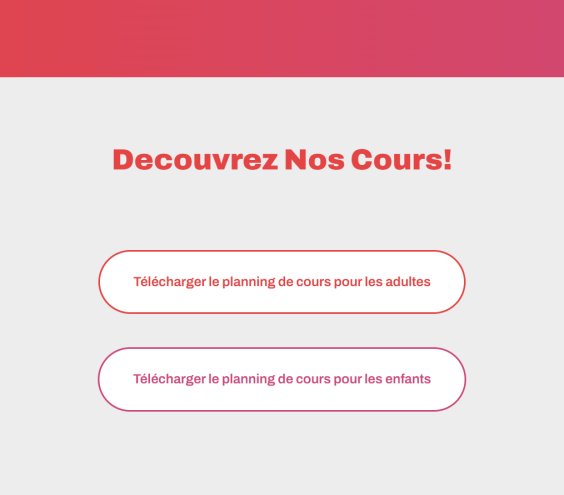 Decouvrez Nos Cours!
Télécharger le planning de cours pour les adultes
Télécharger le planning de cours pour les enfants